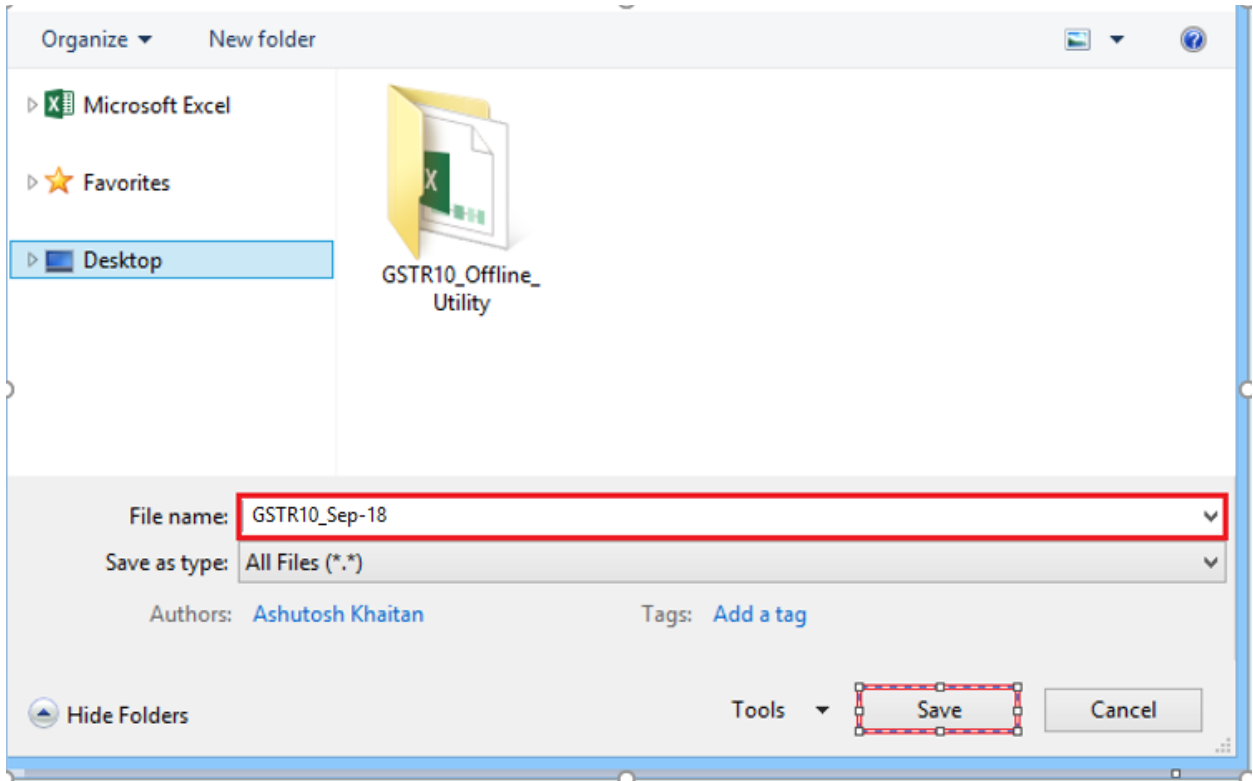 Organize New folder
Microsoft Excel
Favorites
Desktop
GSTR10_Offline_
Utility
File name: GSTR10_Sep-18
Save as type: All Files (*.*)
Authors: Ashutosh Khaitan Tags: Add a tag
Hide Folders Tools Save Cancel